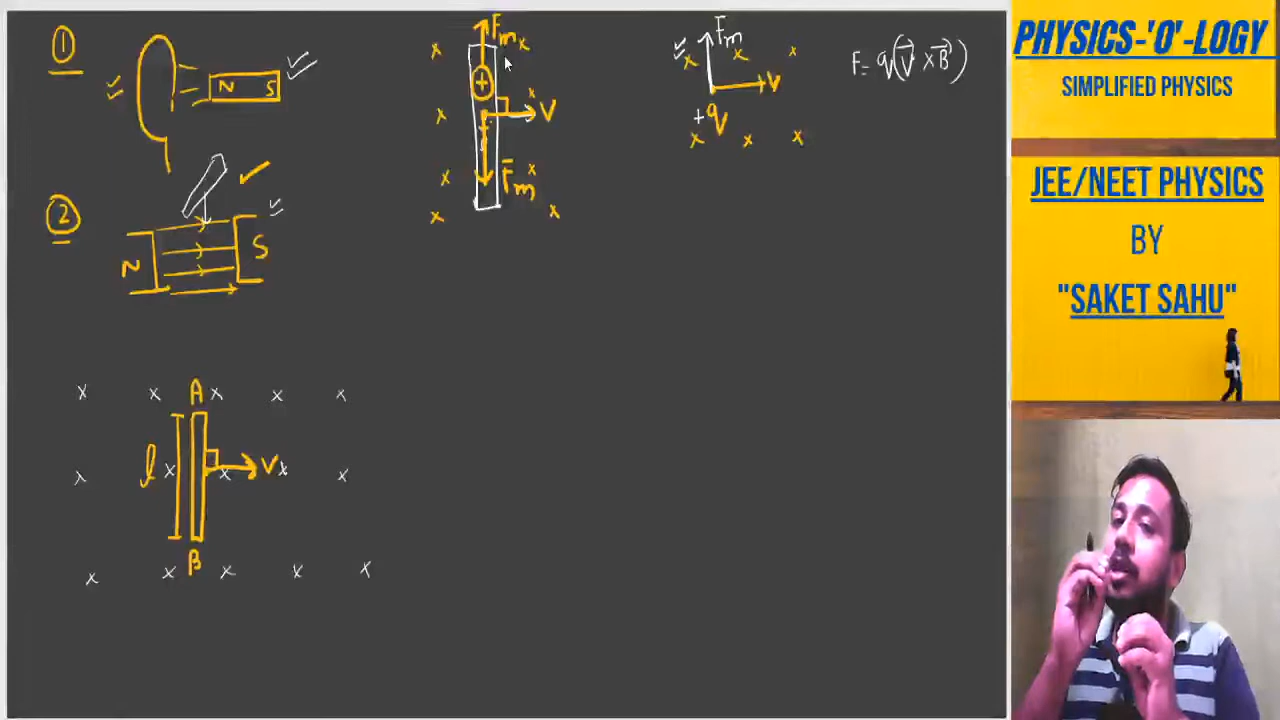 ①
N S
②
N S
Fm
+
V
Fm
Fm
V
+q
F = q(V × B)
A
l
V
B
PHYSICS-'O'-LOGY
SIMPLIFIED PHYSICS
JEE/NEET PHYSICS
BY
"SAKET SAHU"